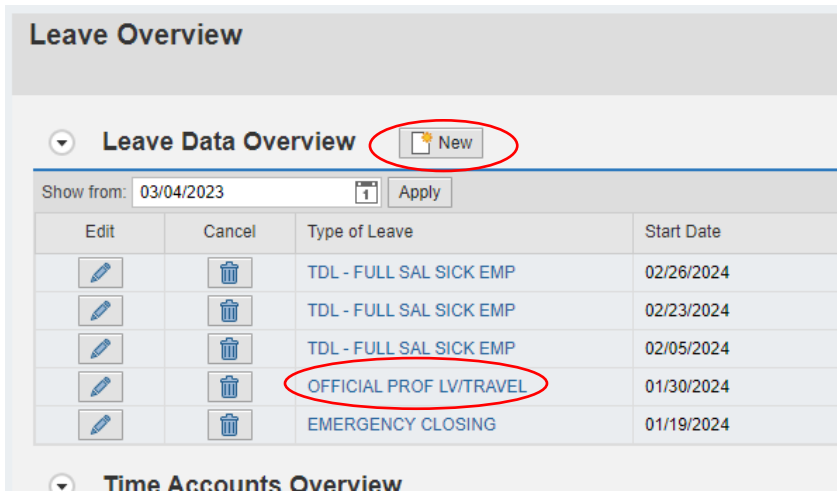 Leave Overview
Leave Data Overview New
Show from: 03/04/2023 1 Apply
Edit Cancel Type of Leave Start Date
TDL - FULL SAL SICK EMP 02/26/2024
TDL - FULL SAL SICK EMP 02/23/2024
TDL - FULL SAL SICK EMP 02/05/2024
OFFICIAL PROF LV/TRAVEL 01/30/2024
EMERGENCY CLOSING 01/19/2024
Time Accounts Overview